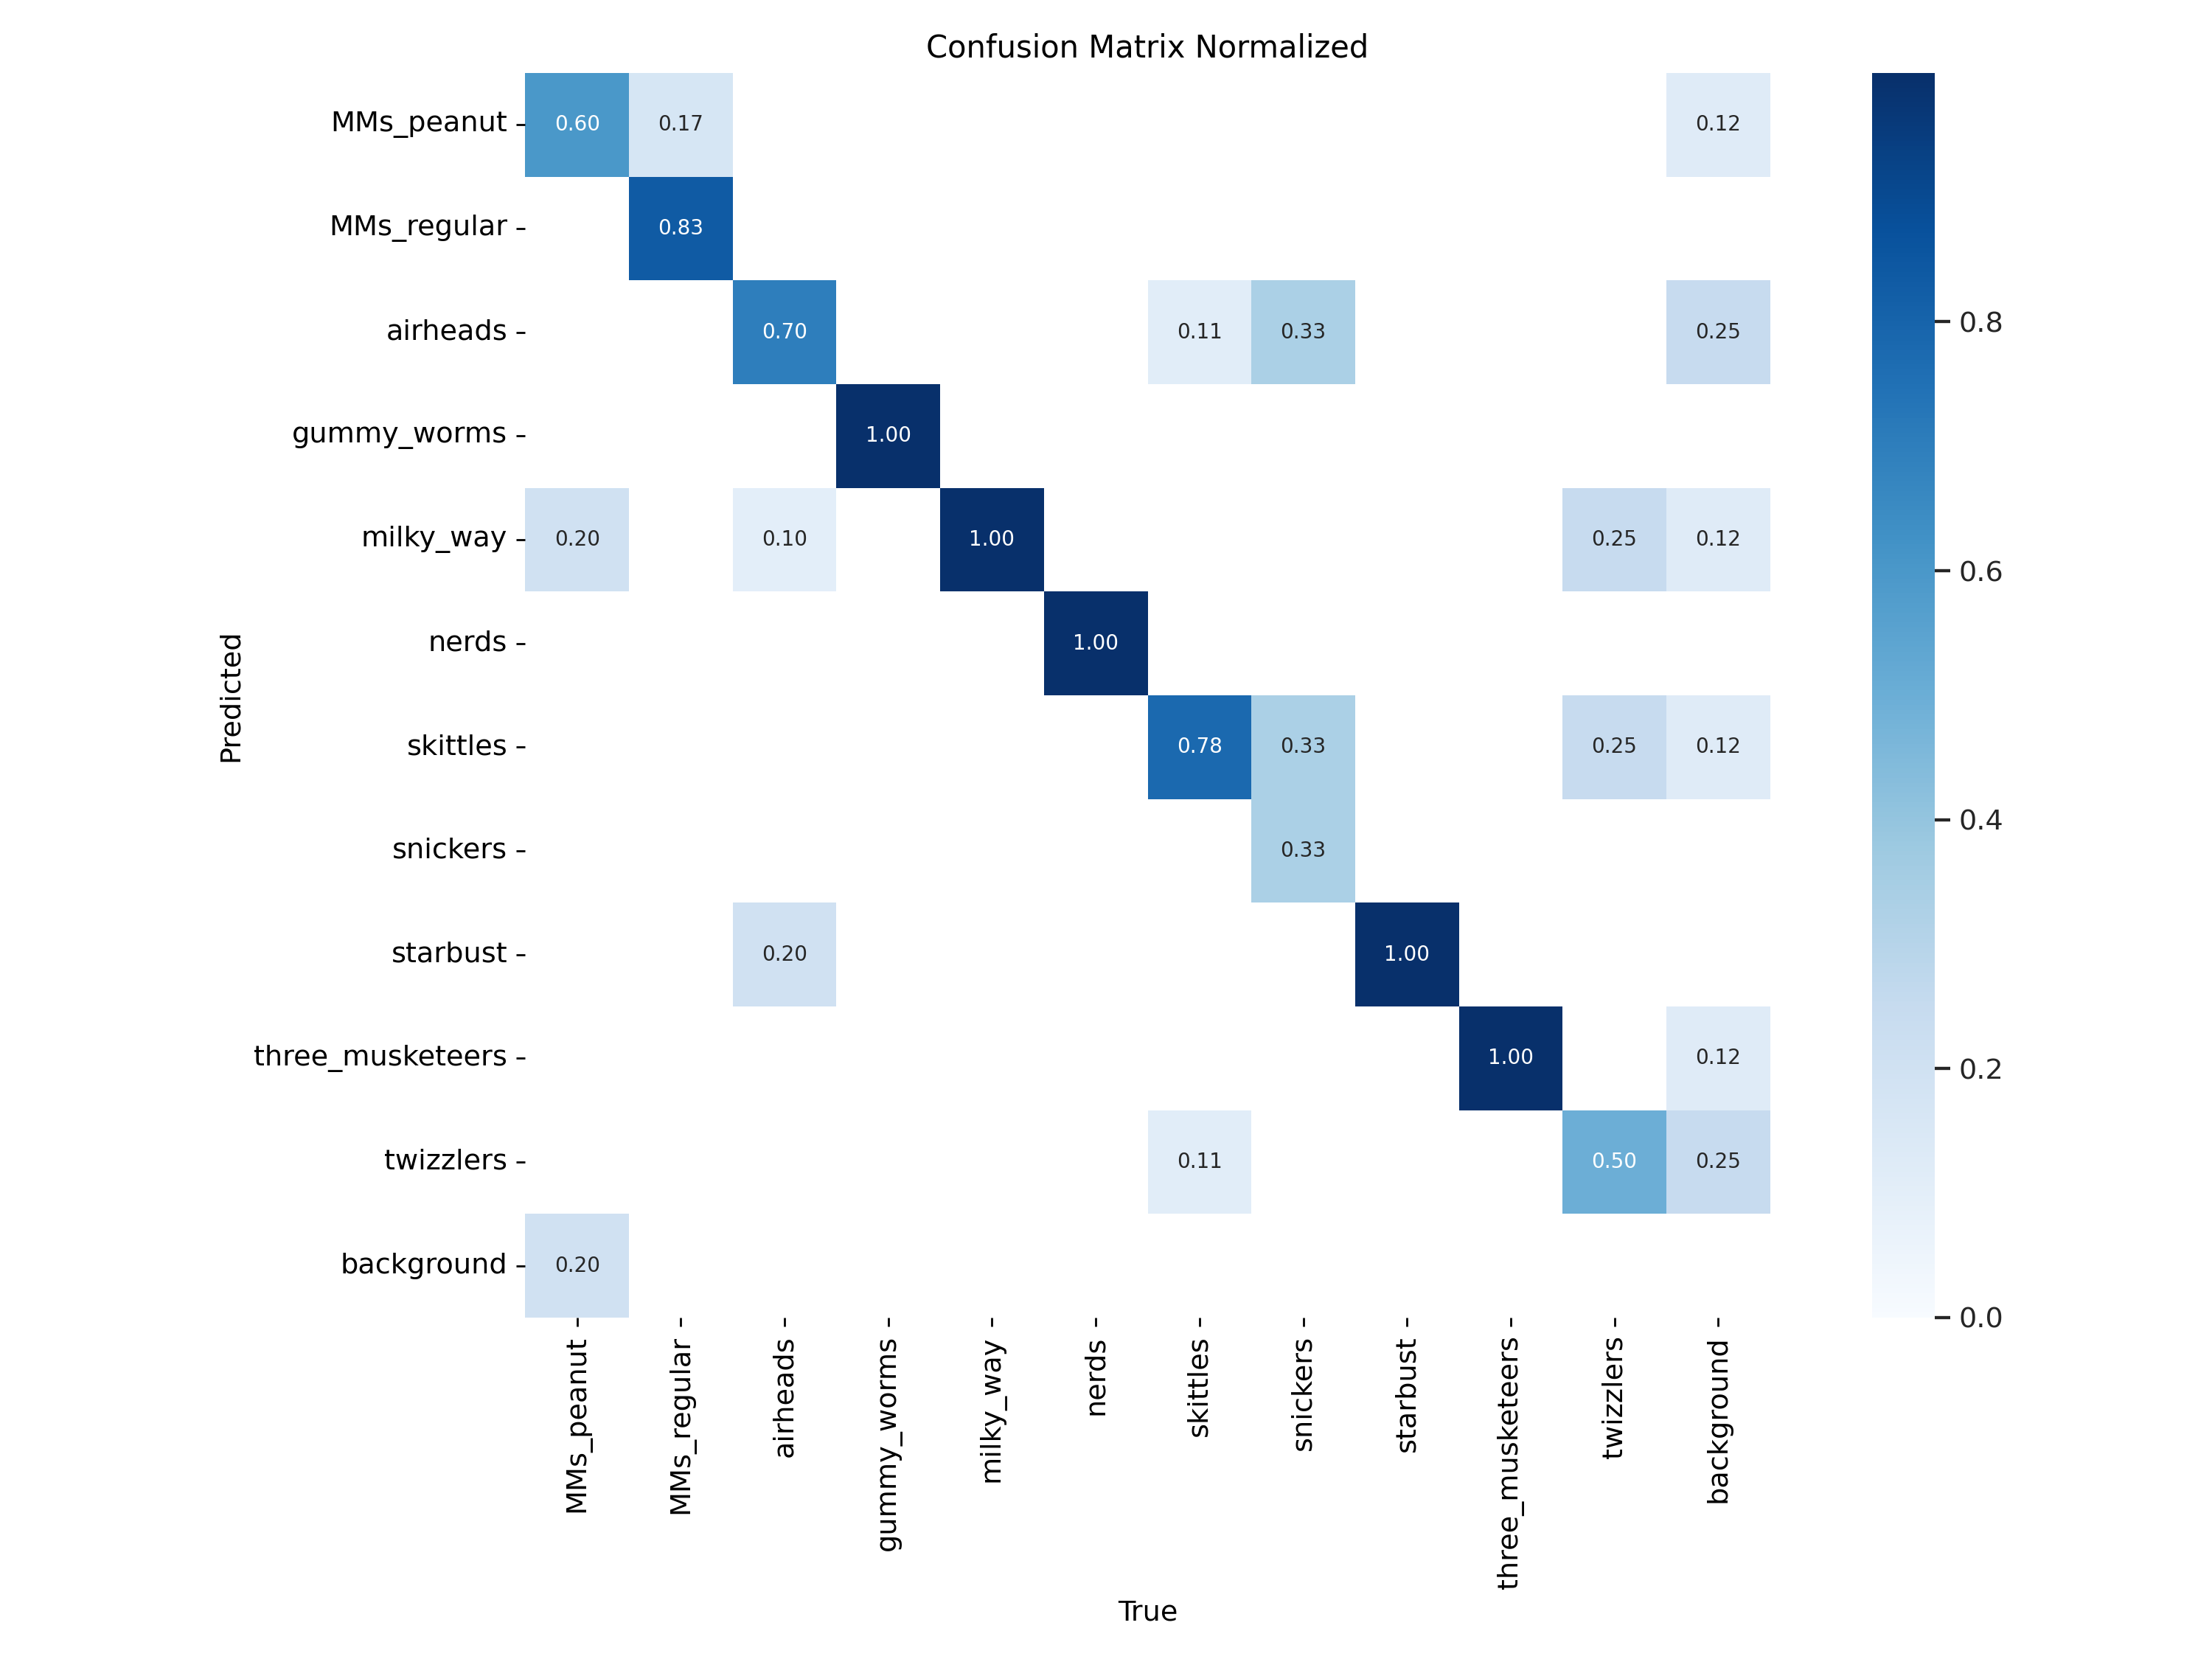 Confusion Matrix Normalized
MMs_peanut 0.60 0.17 0.12
MMs_regular 0.83
airheads 0.70 0.11 0.33 0.25
gummy_worms 1.00
milky_way 0.20 0.10 1.00 0.25 0.12
nerds 1.00
skittles 0.78 0.33 0.25 0.12
snickers 0.33
starbust 0.20 1.00
three_musketeers 1.00 0.12
twizzlers 0.11 0.50 0.25
background 0.20
Predicted
MMs_peanut
MMs_regular
airheads
gummy_worms
milky_way
nerds
skittles
snickers
starbust
three_musketeers
twizzlers
background
True
0.8
0.6
0.4
0.2
0.0